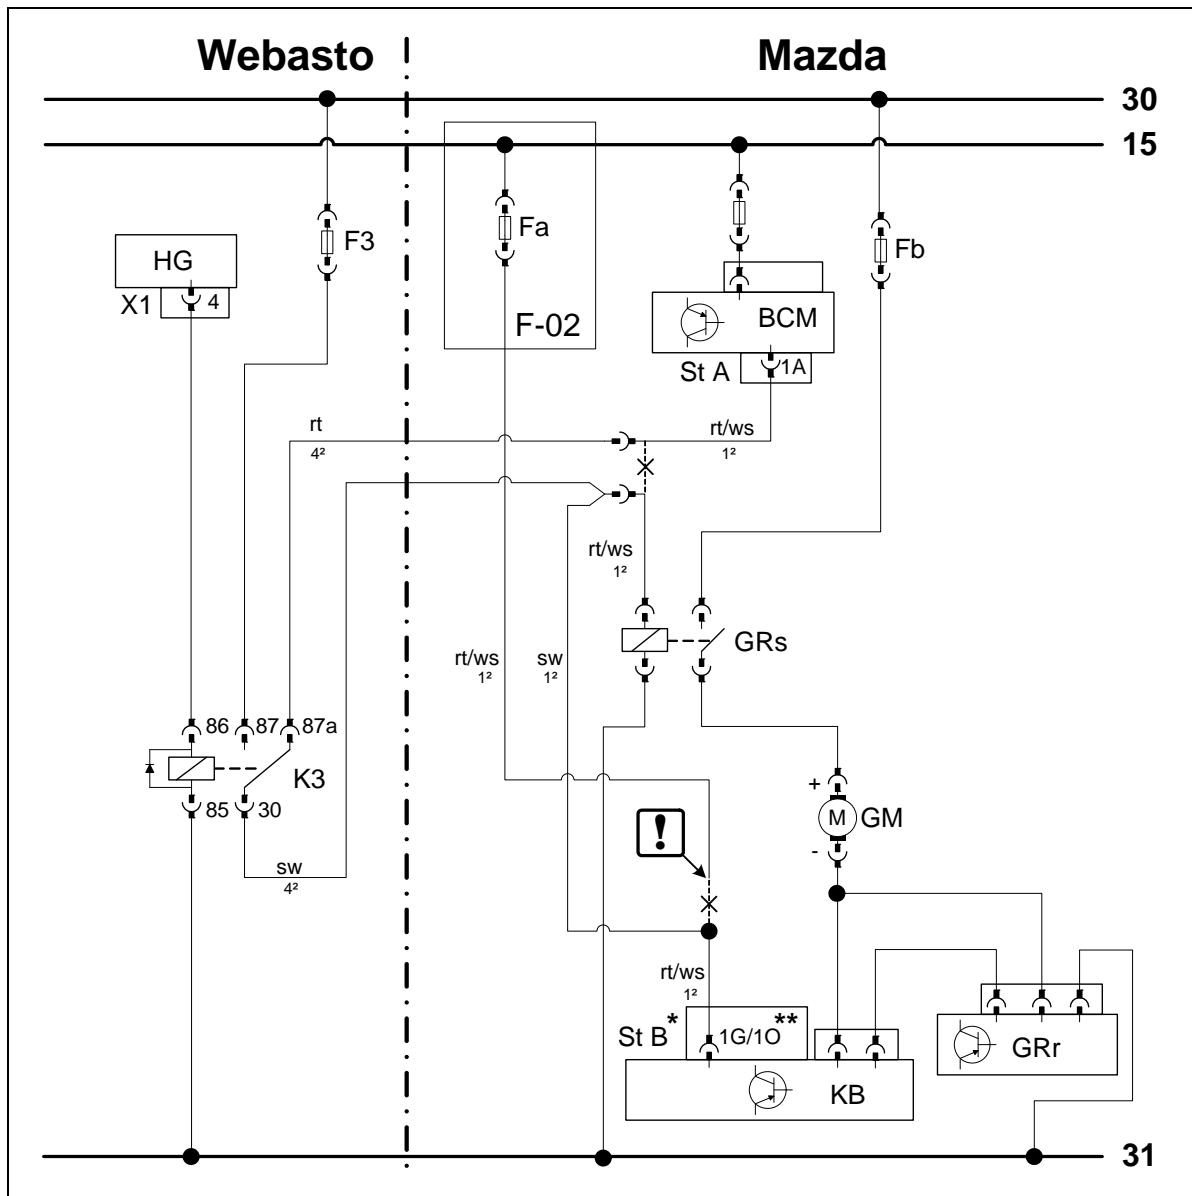 Webasto
Mazda
30
15
F3
Fa
Fb
HG
X1
4
F-02
BCM
St A
1A
rt
4²
rt/ws
1²
rt/ws
1²
GRs
rt/ws
1²
sw
1²
86
87
87a
K3
85
30
sw
4²
+
M
GM
-
!
rt/ws
1²
St B*
1G/1O**
KB
GRr
31